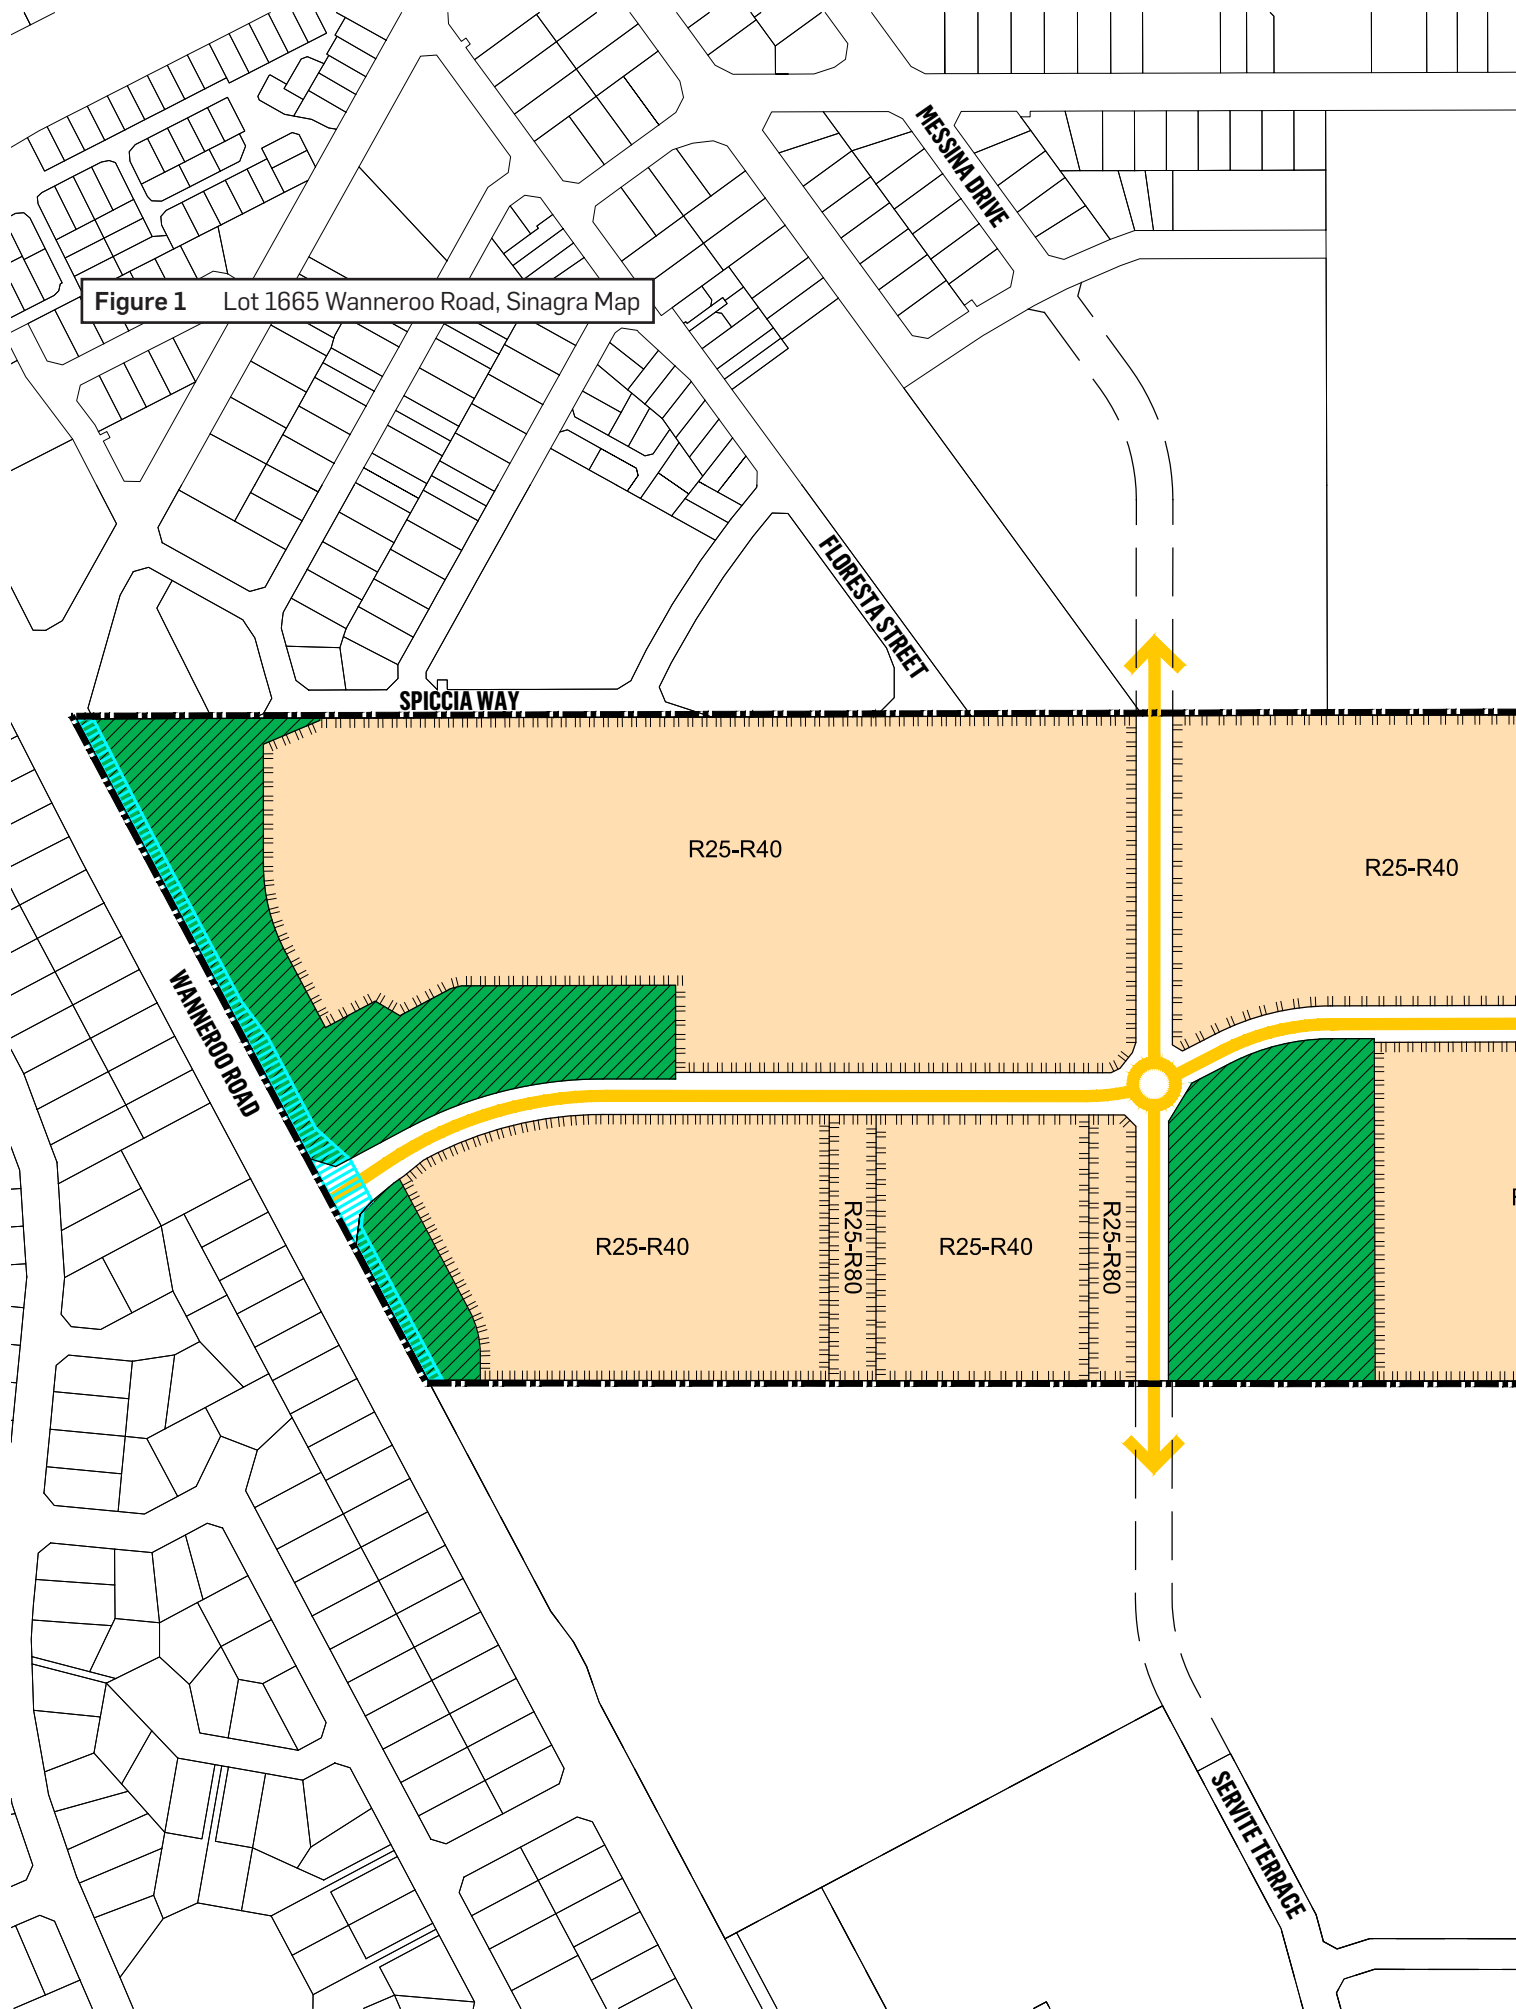 MESSINA DRIVE
Figure 1 Lot 1665 Wanneroo Road, Sinagra Map
FLORESTA STREET
SPICCIA WAY
R25-R40
R25-R40
WANNEROO ROAD
R25-R40
R25-R80
R25-R40
R25-R80
SERVITE TERRACE